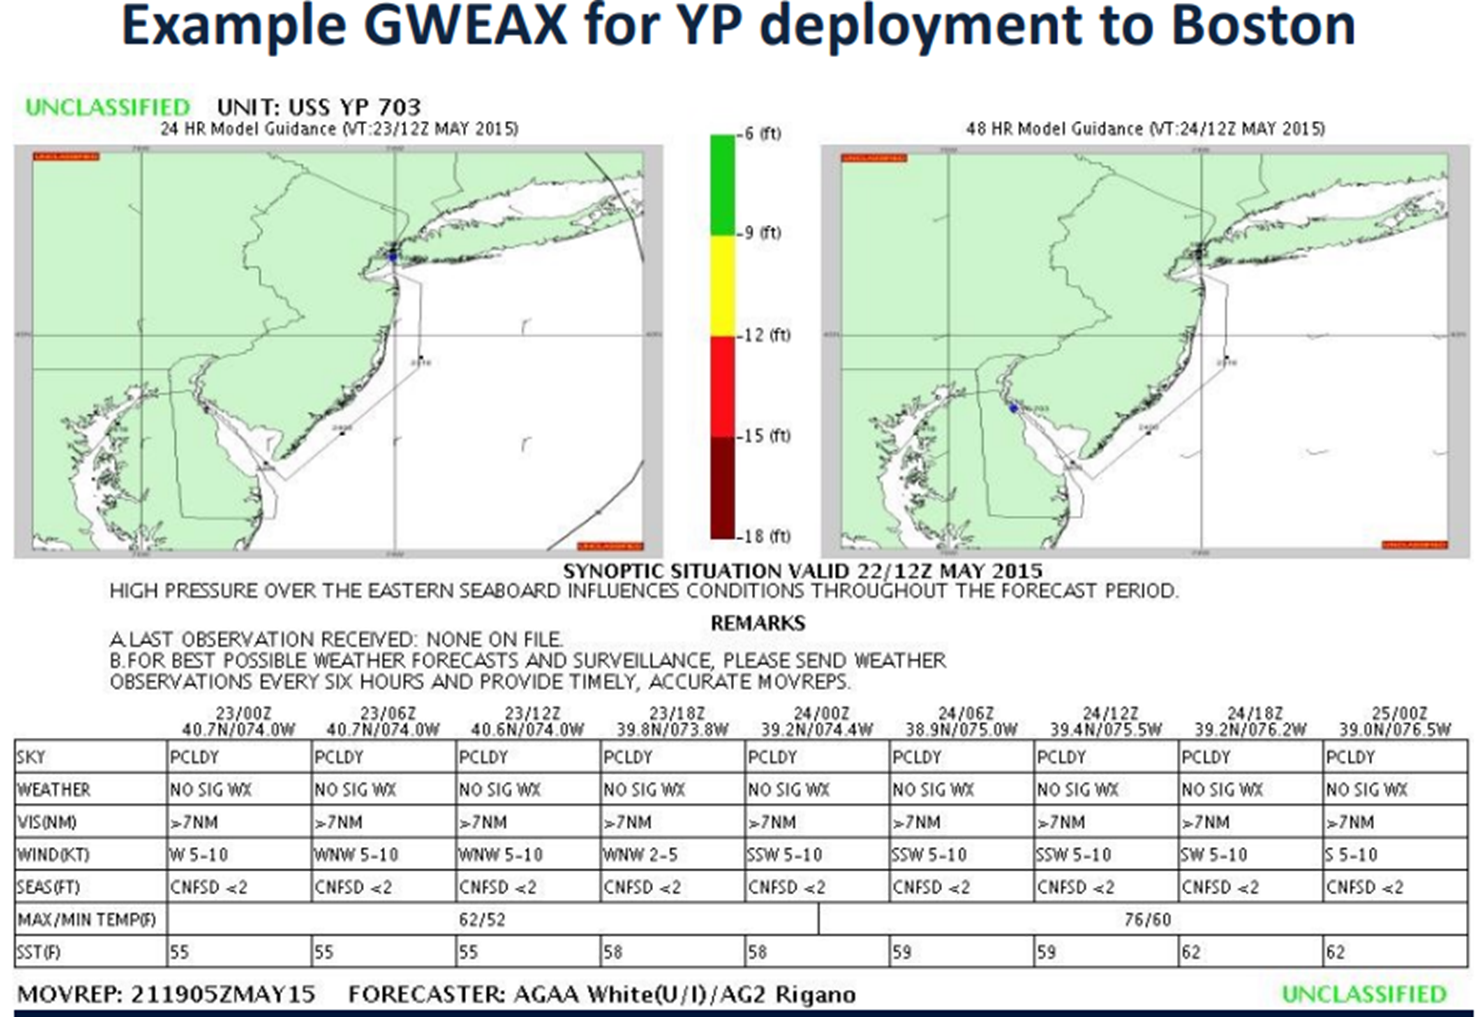 Example GWEAX for YP deployment to Boston
UNCLASSIFIED UNIT: USS YP 703
24 HR Model Guidance (VT:23/12Z MAY 2015)
48 HR Model Guidance (VT:24/12Z MAY 2015)
UNCLASSIFIED
UNCLASSIFIED
6 (ft)
9 (ft)
12 (ft)
15 (ft)
18 (ft)
UNCLASSIFIED
UNCLASSIFIED
SYNOPTIC SITUATION VALID 22/12Z MAY 2015
HIGH PRESSURE OVER THE EASTERN SEABOARD INFLUENCES CONDITIONS THROUGHOUT THE FORECAST PERIOD.
REMARKS
A.LAST OBSERVATION RECEIVED: NONE ON FILE.
B.FOR BEST POSSIBLE WEATHER FORECASTS AND SURVEILLANCE, PLEASE SEND WEATHER
OBSERVATIONS EVERY SIX HOURS AND PROVIDE TIMELY, ACCURATE MOVREPS.
23/00Z 23/06Z 23/12Z 23/18Z 24/00Z 24/06Z 24/12Z 24/18Z 25/00Z
40.7N/074.0W 40.7N/074.0W 40.6N/074.0W 39.8N/073.8W 39.2N/074.4W 38.9N/075.0W 39.4N/075.5W 39.2N/076.2W 39.0N/076.5W
SKY PCLDY PCLDY PCLDY PCLDY PCLDY PCLDY PCLDY PCLDY PCLDY
WEATHER NO SIG WX NO SIG WX NO SIG WX NO SIG WX NO SIG WX NO SIG WX NO SIG WX NO SIG WX NO SIG WX
VIS(NM) >7NM >7NM >7NM >7NM >7NM >7NM >7NM >7NM >7NM
WIND(KT) W 5-10 WNW 5-10 WNW 5-10 WNW 2-5 SSW 5-10 SSW 5-10 SSW 5-10 SW 5-10 S 5-10
SEAS(FT) CNFSD <2 CNFSD <2 CNFSD <2 CNFSD <2 CNFSD <2 CNFSD <2 CNFSD <2 CNFSD <2 CNFSD <2
MAX/MIN TEMP(F) 62/52 76/60
SST(F) 55 55 55 58 58 59 59 62 62
MOVREP: 211905ZMAY15 FORECASTER: AGAA White(U/I)/AG2 Rigano
UNCLASSIFIED